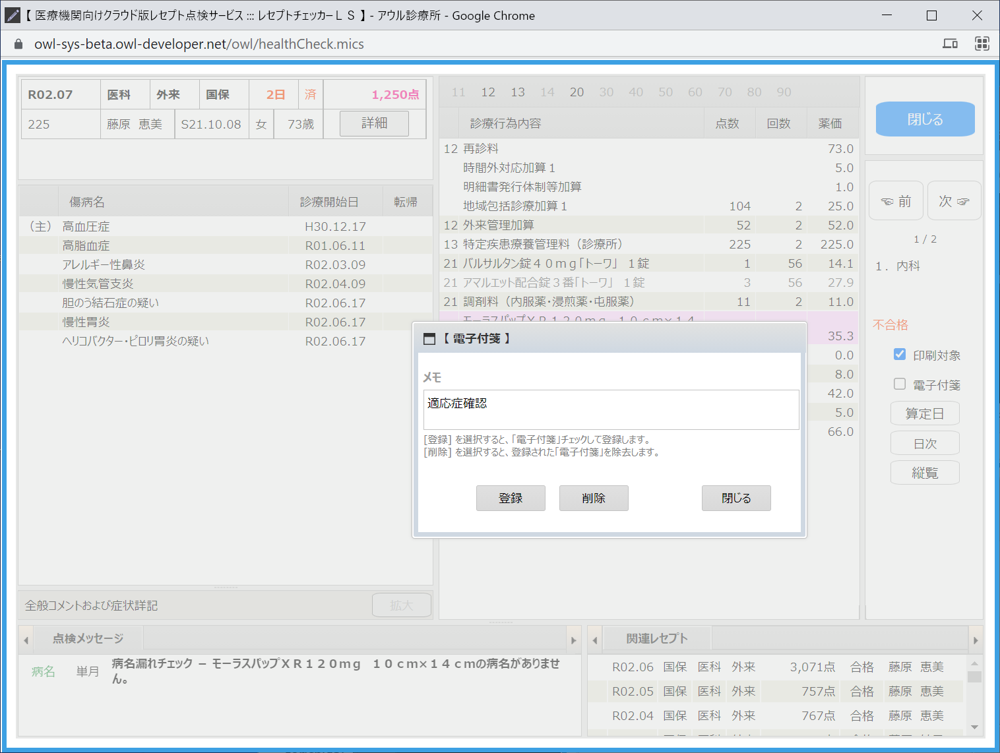 【 医療機関向けクラウド版レセプト点検サービス ::: レセプトチェッカーＬＳ 】 - アウル診療所 - Google Chrome
owl-sys-beta.owl-developer.net/owl/healthCheck.mics
R02.07 医科 外来 国保 2日 済 1,250点
225 藤原 恵美 S21.10.08 女 73歳 詳細
傷病名 診療開始日 転帰
（主） 高血圧症 H30.12.17
高脂血症 R01.06.11
アレルギー性鼻炎 R02.03.09
慢性気管支炎 R02.04.09
胆のう結石症の疑い R02.06.17
慢性胃炎 R02.06.17
ヘリコバクター・ピロリ胃炎の疑い R02.06.17
全般コメントおよび症状詳記 拡大
11 12 13 14 20 30 40 50 60 70 80 90
診療行為内容 点数 回数 薬価
12 再診料 73.0
時間外対応加算１ 5.0
明細書発行体制等加算 1.0
地域包括診療加算１ 104 2 25.0
12 外来管理加算 52 2 52.0
13 特定疾患療養管理料（診療所） 225 2 225.0
21 バルサルタン錠４０ｍｇ「トーワ」 １錠 1 56 14.1
21 アマルエット配合錠３番「トーワ」 １錠 3 56 27.9
21 調剤料（内服薬・浸煎薬・屯服薬） 11 2 11.0
モーラスパップＸＲ１２０ｍｇ １０ｃｍ×１４
35.3
0.0
8.0
42.0
5.0
66.0
【 電子付箋 】
メモ
適応症確認
[登録] を選択すると、「電子付箋」チェックして登録します。
[削除] を選択すると、登録された「電子付箋」を除去します。
登録 削除 閉じる
閉じる
前 次
1 / 2
１．内科
不合格
印刷対象
電子付箋
算定日
日次
縦覧
点検メッセージ
病名 単月 病名漏れチェック － モーラスパップＸＲ１２０ｍｇ １０ｃｍ×１４ｃｍの病名がありませ
ん。
関連レセプト
R02.06 国保 医科 外来 3,071点 合格 藤原 恵美
R02.05 国保 医科 外来 757点 合格 藤原 恵美
R02.04 国保 医科 外来 767点 合格 藤原 恵美